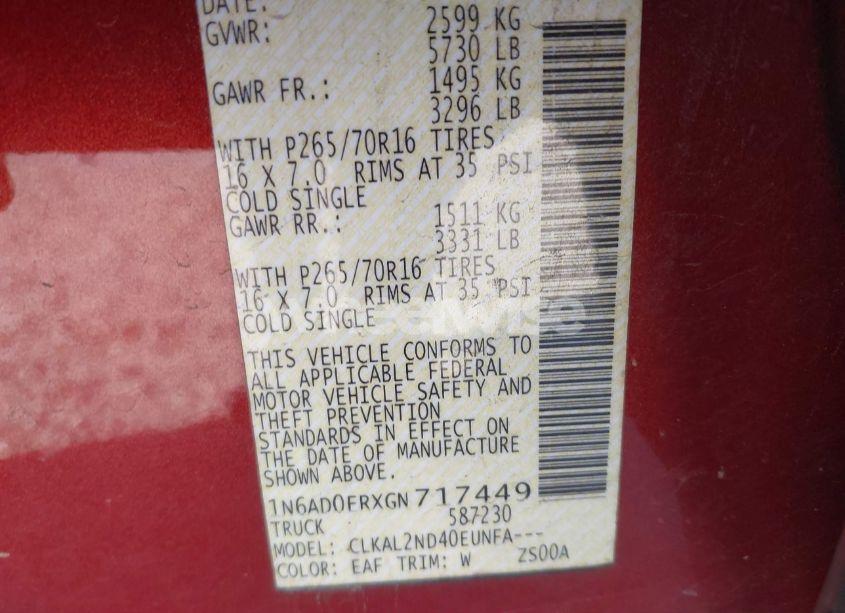 DATE:
GVWR: 2599 KG
5730 LB
GAWR FR.: 1495 KG
3296 LB
WITH P265/70R16 TIRES
16 X 7.0 RIMS AT 35 PSI
COLD SINGLE
GAWR RR.: 1511 KG
3331 LB
WITH P265/70R16 TIRES
16 X 7.0 RIMS AT 35 PSI
COLD SINGLE
THIS VEHICLE CONFORMS TO
ALL APPLICABLE FEDERAL
MOTOR VEHICLE SAFETY AND
THEFT PREVENTION
STANDARDS IN EFFECT ON
THE DATE OF MANUFACTURE
SHOWN ABOVE.
1N6AD0ERXGN717449
TRUCK 587230
MODEL: CLKAL2ND40EUNFA---
COLOR: EAF TRIM: W ZS00A